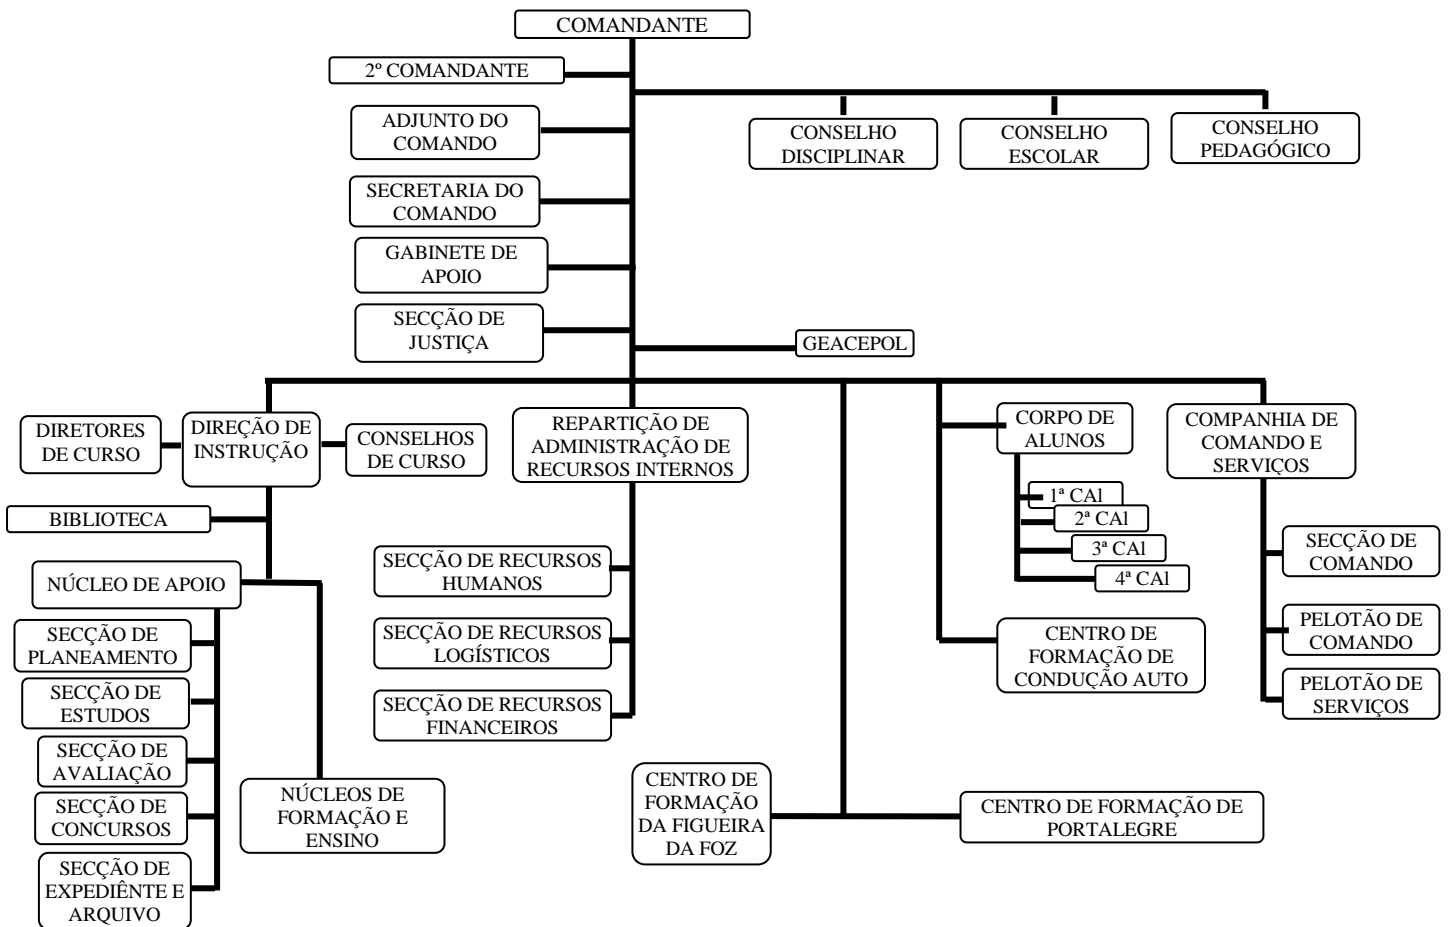 COMANDANTE
2º COMANDANTE
ADJUNTO DO
COMANDO
CONSELHO
DISCIPLINAR
CONSELHO
ESCOLAR
CONSELHO
PEDAGÓGICO
SECRETARIA DO
COMANDO
GABINETE DE
APOIO
SECÇÃO DE
JUSTIÇA
GEACEPOL
DIRETORES
DE CURSO
DIREÇÃO DE
INSTRUÇÃO
CONSELHOS
DE CURSO
REPARTIÇÃO DE
ADMINISTRAÇÃO DE
RECURSOS INTERNOS
CORPO DE
ALUNOS
COMPANHIA DE
COMANDO E
SERVIÇOS
1ª CAl
2ª CAl
3ª CAl
4ª CAl
BIBLIOTECA
NÚCLEO DE APOIO
SECÇÃO DE
PLANEAMENTO
SECÇÃO DE
ESTUDOS
SECÇÃO DE
AVALIAÇÃO
SECÇÃO DE
CONCURSOS
SECÇÃO DE
EXPEDIÊNTE E
ARQUIVO
NÚCLEOS DE
FORMAÇÃO E
ENSINO
SECÇÃO DE RECURSOS
HUMANOS
SECÇÃO DE RECURSOS
LOGÍSTICOS
SECÇÃO DE RECURSOS
FINANCEIROS
CENTRO DE
FORMAÇÃO
DA FIGUEIRA
DA FOZ
CENTRO DE FORMAÇÃO DE
PORTALEGRE
CENTRO DE
FORMAÇÃO DE
CONDUÇÃO AUTO
SECÇÃO DE
COMANDO
PELOTÃO DE
COMANDO
PELOTÃO DE
SERVIÇOS